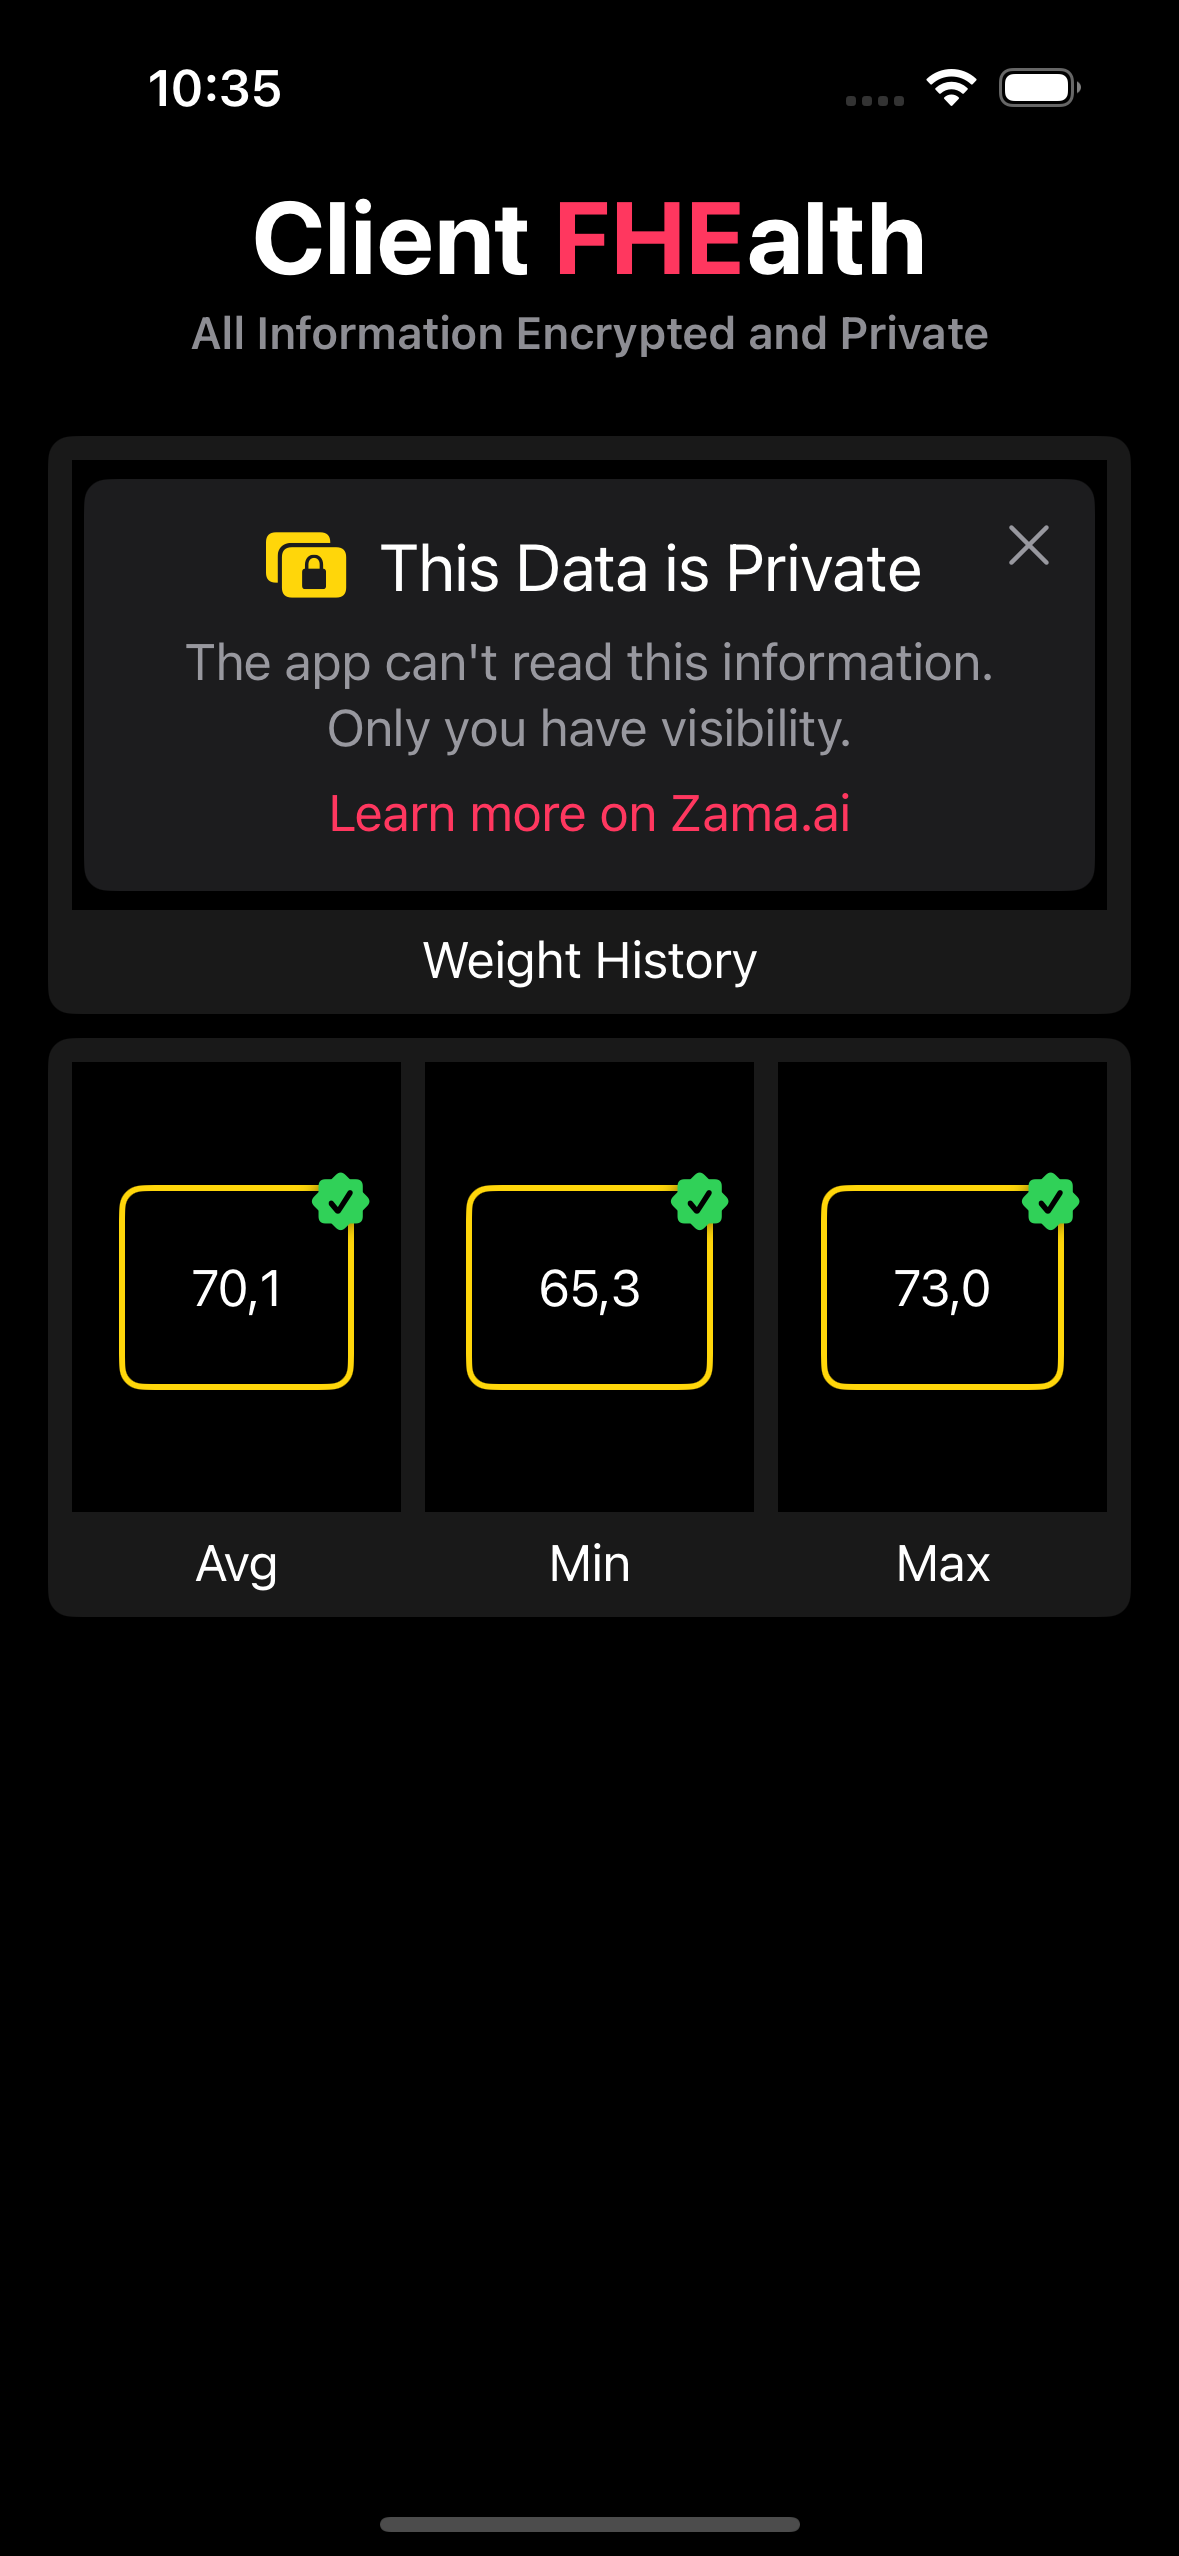 10:35
Client FHEalth
All Information Encrypted and Private
This Data is Private
The app can't read this information.
Only you have visibility.
Learn more on Zama.ai
Weight History
70,1
65,3
73,0
Avg
Min
Max